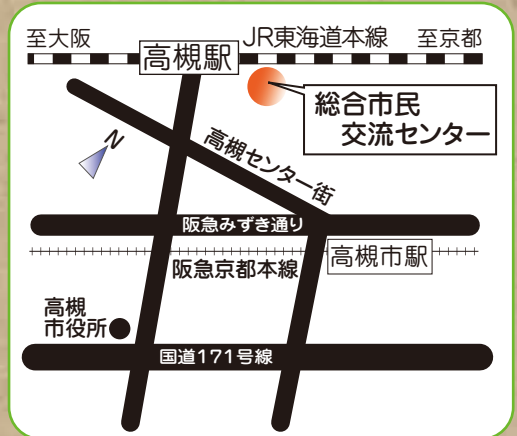 至大阪
高槻駅
JR東海道本線
至京都
総合市民
交流センター
N
高槻センター街
阪急みずき通り
高槻市駅
阪急京都本線
高槻
市役所
国道171号線